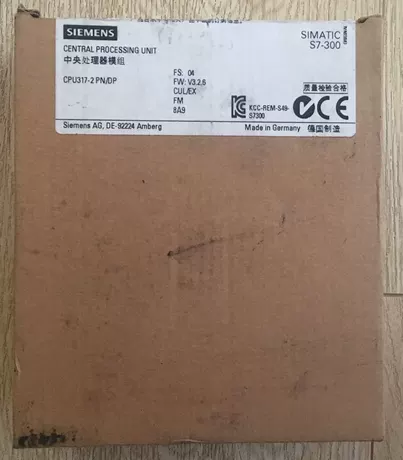 SIEMENS
SIMATIC
S7-300
CENTRAL PROCESSING UNIT
中央处理器模组
CPU317-2 PN/DP
FS: 04
FW: V3.2.6
CUL/EX
FM
8A9
质量检验合格
KCC-REM-S49-
S7300
Siemens AG, DE-92224 Amberg
Made in Germany 德国制造